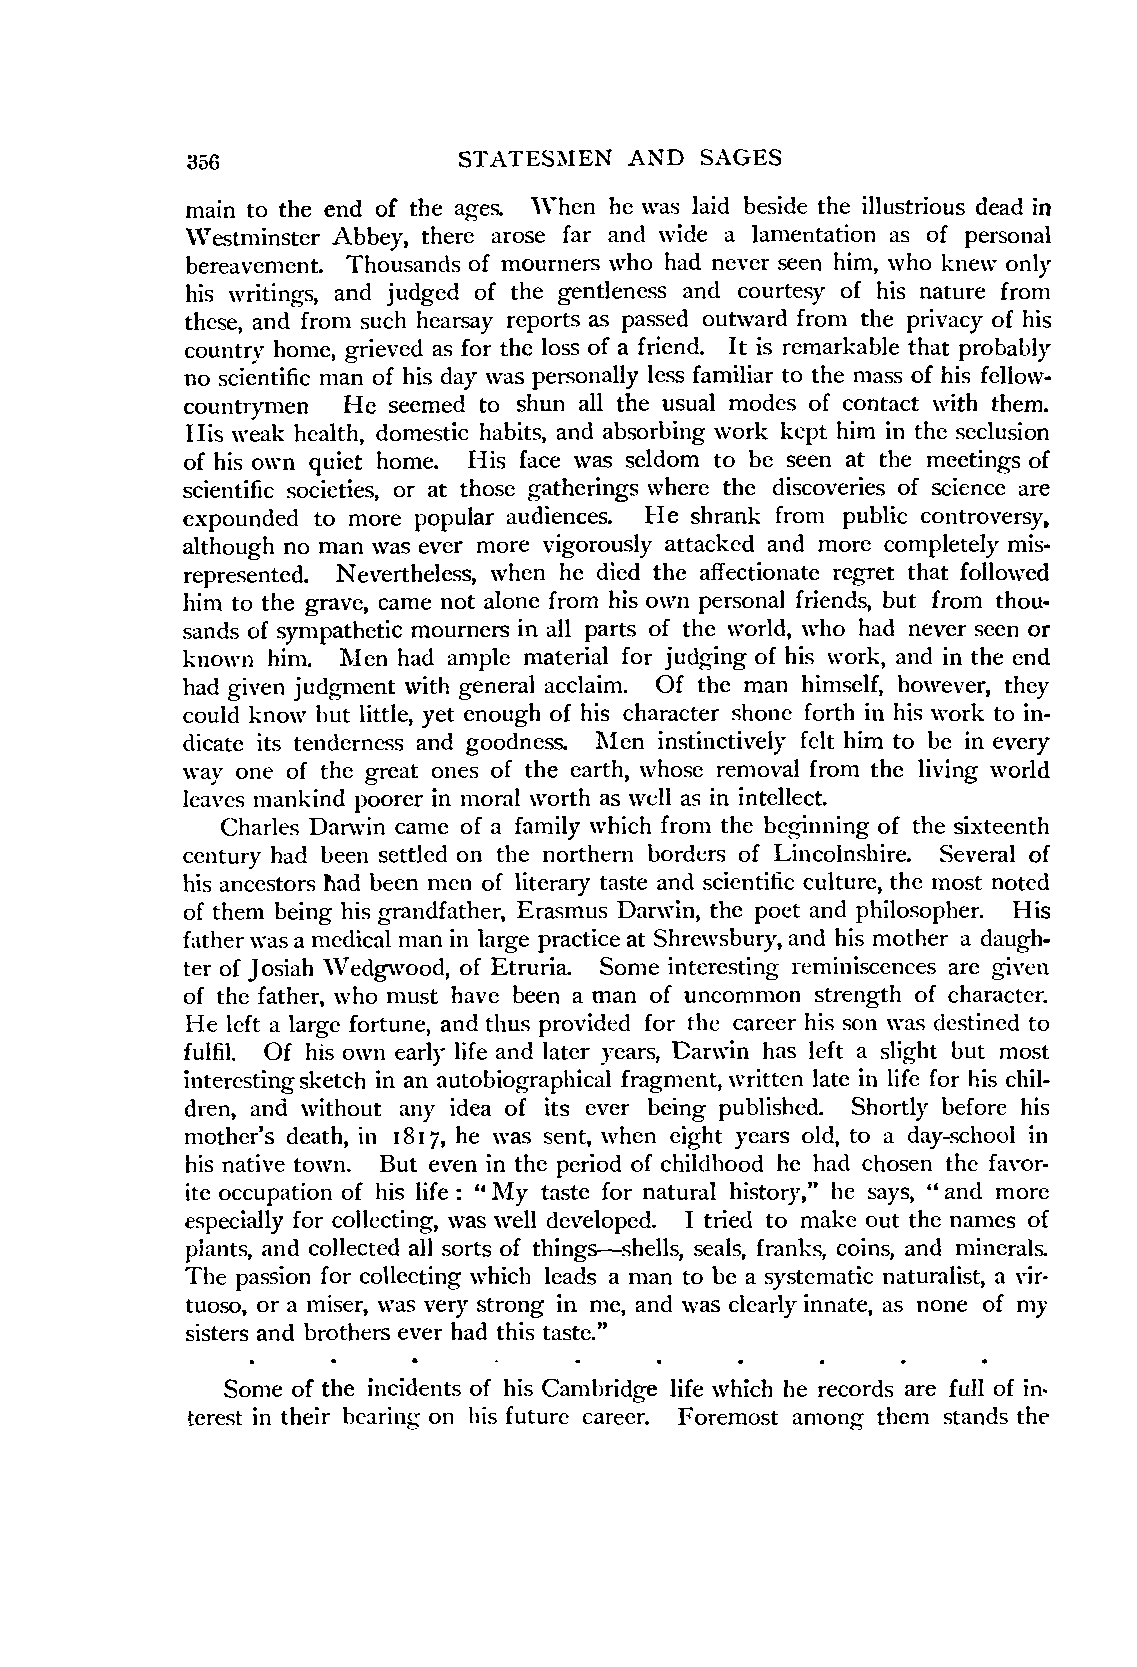 356 STATESMEN AND SAGES
main to the end of the ages. When he was laid beside the illustrious dead in
Westminster Abbey, there arose far and wide a lamentation as of personal
bereavement. Thousands of mourners who had never seen him, who knew only
his writings, and judged of the gentleness and courtesy of his nature from
these, and from such hearsay reports as passed outward from the privacy of his
country home, grieved as for the loss of a friend. It is remarkable that probably
no scientific man of his day was personally less familiar to the mass of his fellow-
countrymen He seemed to shun all the usual modes of contact with them.
His weak health, domestic habits, and absorbing work kept him in the seclusion
of his own quiet home. His face was seldom to be seen at the meetings of
scientific societies, or at those gatherings where the discoveries of science are
expounded to more popular audiences. He shrank from public controversy,
although no man was ever more vigorously attacked and more completely mis-
represented. Nevertheless, when he died the affectionate regret that followed
him to the grave, came not alone from his own personal friends, but from thou-
sands of sympathetic mourners in all parts of the world, who had never seen or
known him. Men had ample material for judging of his work, and in the end
had given judgment with general acclaim. Of the man himself, however, they
could know but little, yet enough of his character shone forth in his work to in-
dicate its tenderness and goodness. Men instinctively felt him to be in every
way one of the great ones of the earth, whose removal from the living world
leaves mankind poorer in moral worth as well as in intellect.
Charles Darwin came of a family which from the beginning of the sixteenth
century had been settled on the northern borders of Lincolnshire. Several of
his ancestors had been men of literary taste and scientific culture, the most noted
of them being his grandfather, Erasmus Darwin, the poet and philosopher. His
father was a medical man in large practice at Shrewsbury, and his mother a daugh-
ter of Josiah Wedgwood, of Etruria. Some interesting reminiscences are given
of the father, who must have been a man of uncommon strength of character.
He left a large fortune, and thus provided for the career his son was destined to
fulfil. Of his own early life and later years, Darwin has left a slight but most
interesting sketch in an autobiographical fragment, written late in life for his chil-
dren, and without any idea of its ever being published. Shortly before his
mother's death, in 1817, he was sent, when eight years old, to a day-school in
his native town. But even in the period of childhood he had chosen the favor-
ite occupation of his life : "My taste for natural history," he says, "and more
especially for collecting, was well developed. I tried to make out the names of
plants, and collected all sorts of things—shells, seals, franks, coins, and minerals.
The passion for collecting which leads a man to be a systematic naturalist, a vir-
tuoso, or a miser, was very strong in me, and was clearly innate, as none of my
sisters and brothers ever had this taste."
. . . . . . . . . .
Some of the incidents of his Cambridge life which he records are full of in-
terest in their bearing on his future career. Foremost among them stands the